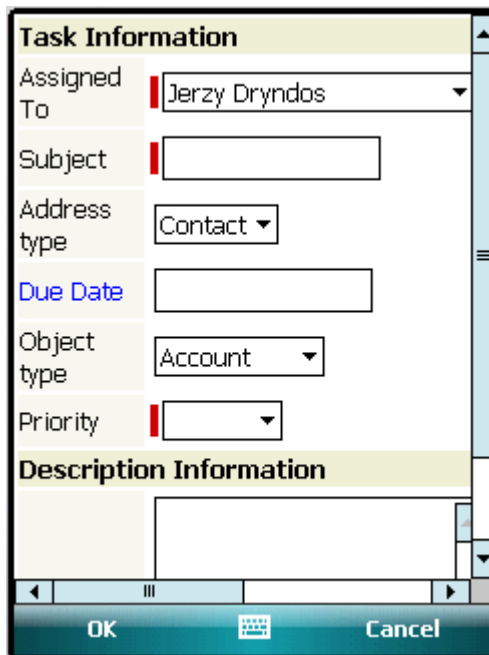 Task Information
Assigned
To
Jerzy Dryndos
Subject
Address
type
Contact
Due Date
Object
type
Account
Priority
Description Information
OK
Cancel